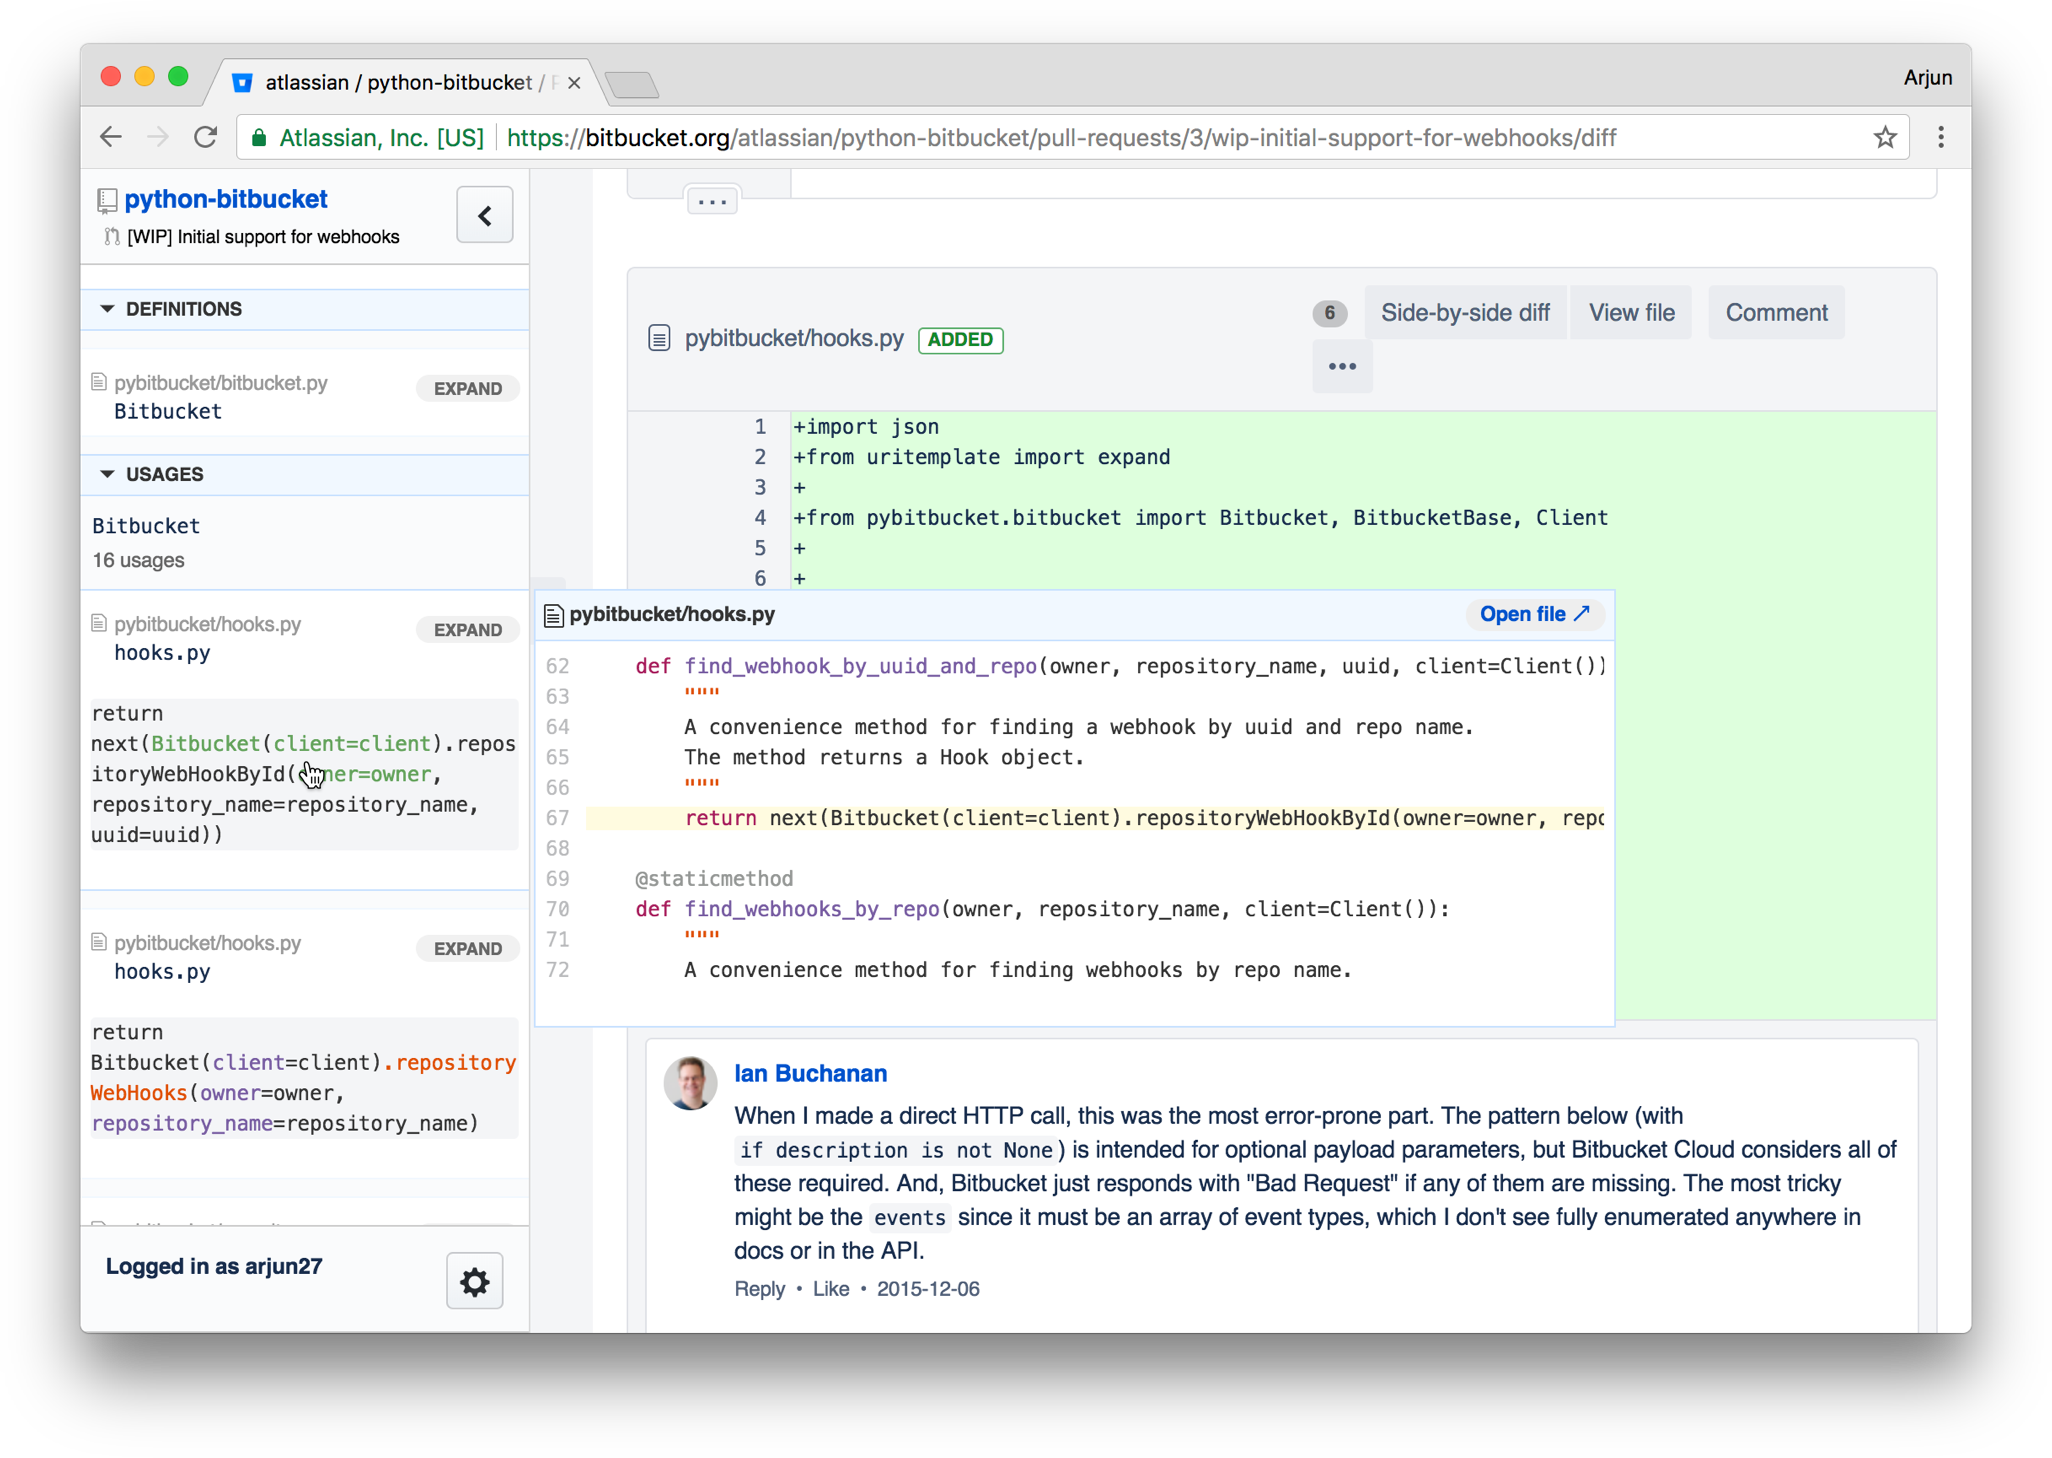 atlassian / python-bitbucket /
Arjun
Atlassian, Inc. [US] https://bitbucket.org/atlassian/python-bitbucket/pull-requests/3/wip-initial-support-for-webhooks/diff
python-bitbucket
[WIP] Initial support for webhooks
DEFINITIONS
pybitbucket/bitbucket.py
EXPAND
Bitbucket
USAGES
Bitbucket
16 usages
pybitbucket/hooks.py
EXPAND
hooks.py
return
next(Bitbucket(client=client).repos
itoryWebHookById(owner=owner,
repository_name=repository_name,
uuid=uuid))
pybitbucket/hooks.py
EXPAND
hooks.py
return
Bitbucket(client=client).repository
WebHooks(owner=owner,
repository_name=repository_name)
Logged in as arjun27
...
pybitbucket/hooks.py ADDED
6 Side-by-side diff View file Comment
•••
1 +import json
2 +from uritemplate import expand
3 +
4 +from pybitbucket.bitbucket import Bitbucket, BitbucketBase, Client
5 +
6 +
pybitbucket/hooks.py
Open file ↗
62 def find_webhook_by_uuid_and_repo(owner, repository_name, uuid, client=Client())
63 """
64 A convenience method for finding a webhook by uuid and repo name.
65 The method returns a Hook object.
66 """
67 return next(Bitbucket(client=client).repositoryWebHookById(owner=owner, repo
68
69 @staticmethod
70 def find_webhooks_by_repo(owner, repository_name, client=Client()):
71 """
72 A convenience method for finding webhooks by repo name.
Ian Buchanan
When I made a direct HTTP call, this was the most error-prone part. The pattern below (with
if description is not None) is intended for optional payload parameters, but Bitbucket Cloud considers all of
these required. And, Bitbucket just responds with "Bad Request" if any of them are missing. The most tricky
might be the events since it must be an array of event types, which I don't see fully enumerated anywhere in
docs or in the API.
Reply • Like • 2015-12-06